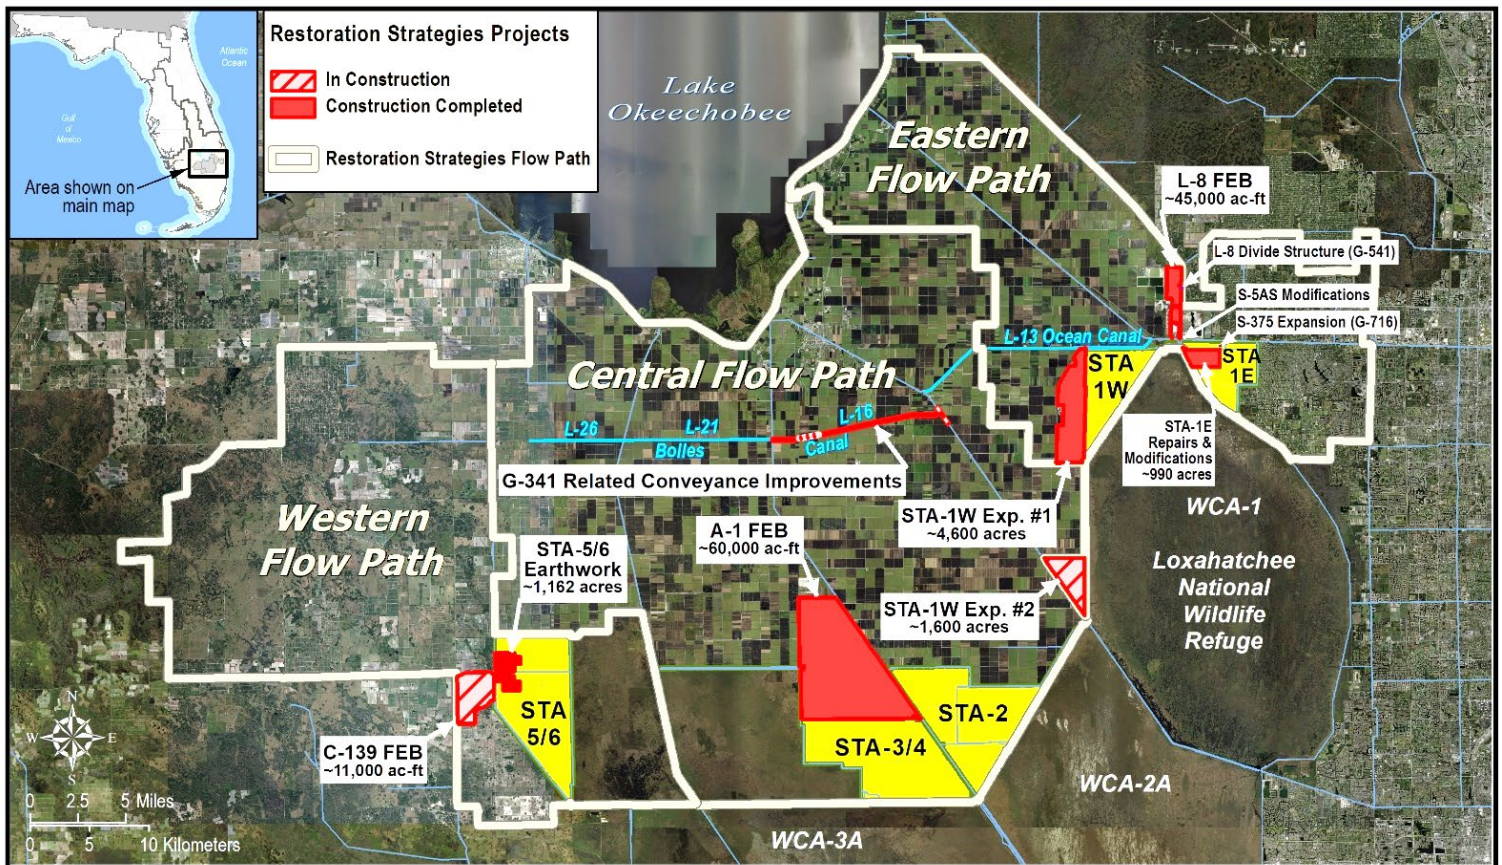 Restoration Strategies Projects
In Construction
Construction Completed
Restoration Strategies Flow Path
Atlantic
Ocean
Gulf
of
Mexico
Area shown on
main map
Lake
Okeechobee
Eastern
Flow Path
L-8 FEB
~45,000 ac-ft
L-8 Divide Structure (G-541)
S-5AS Modifications
S-375 Expansion (G-716)
L-13 Ocean Canal
STA
1W
STA
1E
Central Flow Path
L-26
L-21
L-16
Bolles
Canal
STA-1E
Repairs &
Modifications
~990 acres
G-341 Related Conveyance Improvements
Western
Flow Path
STA-5/6
Earthwork
~1,162 acres
A-1 FEB
~60,000 ac-ft
STA-1W Exp. #1
~4,600 acres
WCA-1
Loxahatchee
National
Wildlife
Refuge
STA-1W Exp. #2
~1,600 acres
STA
5/6
STA-2
STA-3/4
C-139 FEB
~11,000 ac-ft
WCA-2A
WCA-3A
N
W
E
S
0 2.5 5 Miles
0 5 10 Kilometers